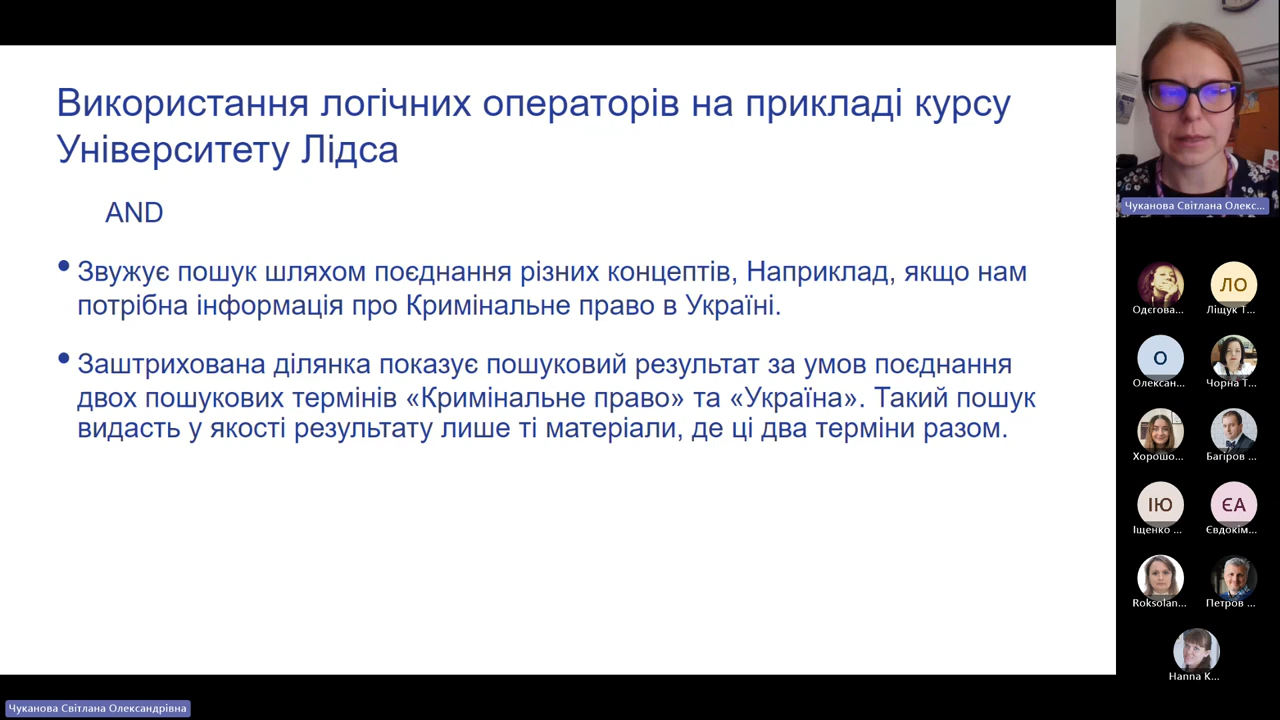 Використання логічних операторів на прикладі курсу
Університету Лідса
AND
• Звужує пошук шляхом поєднання різних концептів, Наприклад, якщо нам
потрібна інформація про Кримінальне право в Україні.
• Заштрихована ділянка показує пошуковий результат за умов поєднання
двох пошукових термінів «Кримінальне право» та «Україна». Такий пошук
видасть у якості результату лише ті матеріали, де ці два терміни разом.
Чуканова Світлана Олекс...
ЛО
Одєгова...
Ліщук Т...
О
Олексан...
Чорна Т...
Хорошо...
Багіров ...
ІЮ
ЄА
Іщенко ...
Євдокім...
Roksolan...
Петров ...
Hanna K...
Чуканова Світлана Олександрівна